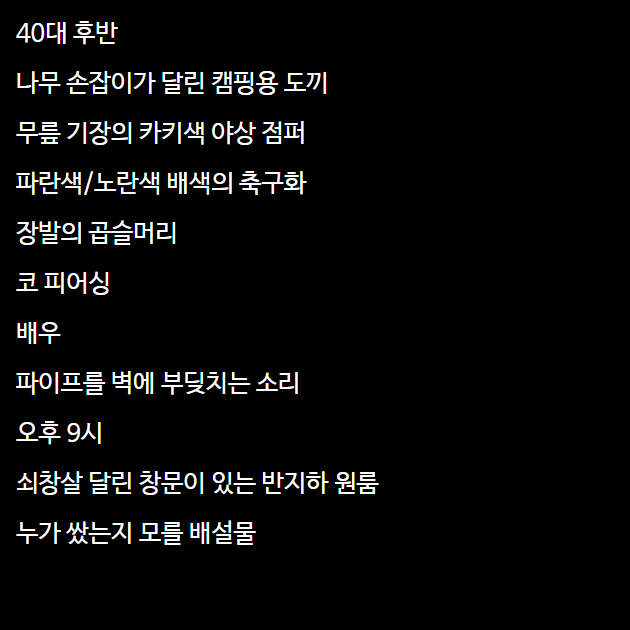 40대 후반
나무 손잡이가 달린 캠핑용 도끼
무릎 기장의 카키색 야상 점퍼
파란색/노란색 배색의 축구화
장발의 곱슬머리
코 피어싱
배우
파이프를 벽에 부딪치는 소리
오후 9시
쇠창살 달린 창문이 있는 반지하 원룸
누가 쌌는지 모를 배설물